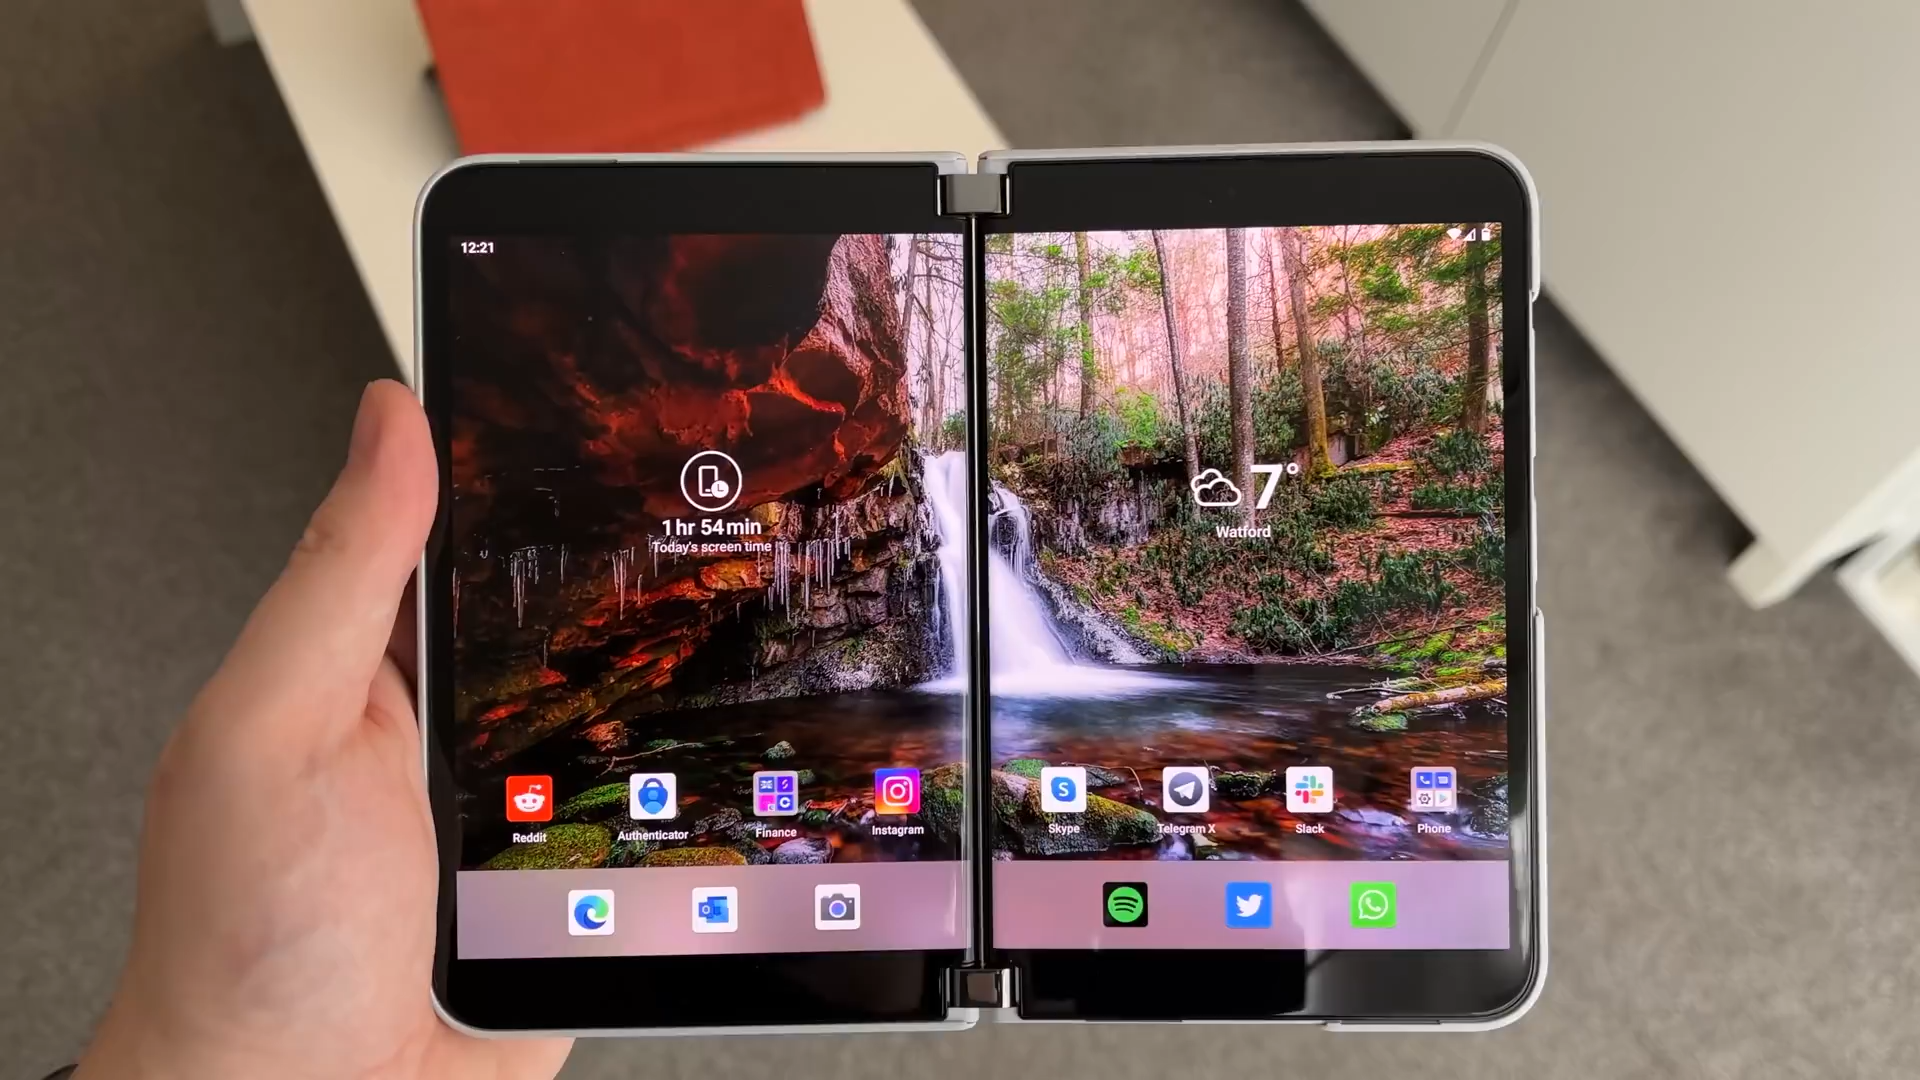 12:21
1 hr 54 min
Today's screen time
7°
Watford
Reddit
Authenticator
Finance
Instagram
Skype
Telegram X
Slack
Phone